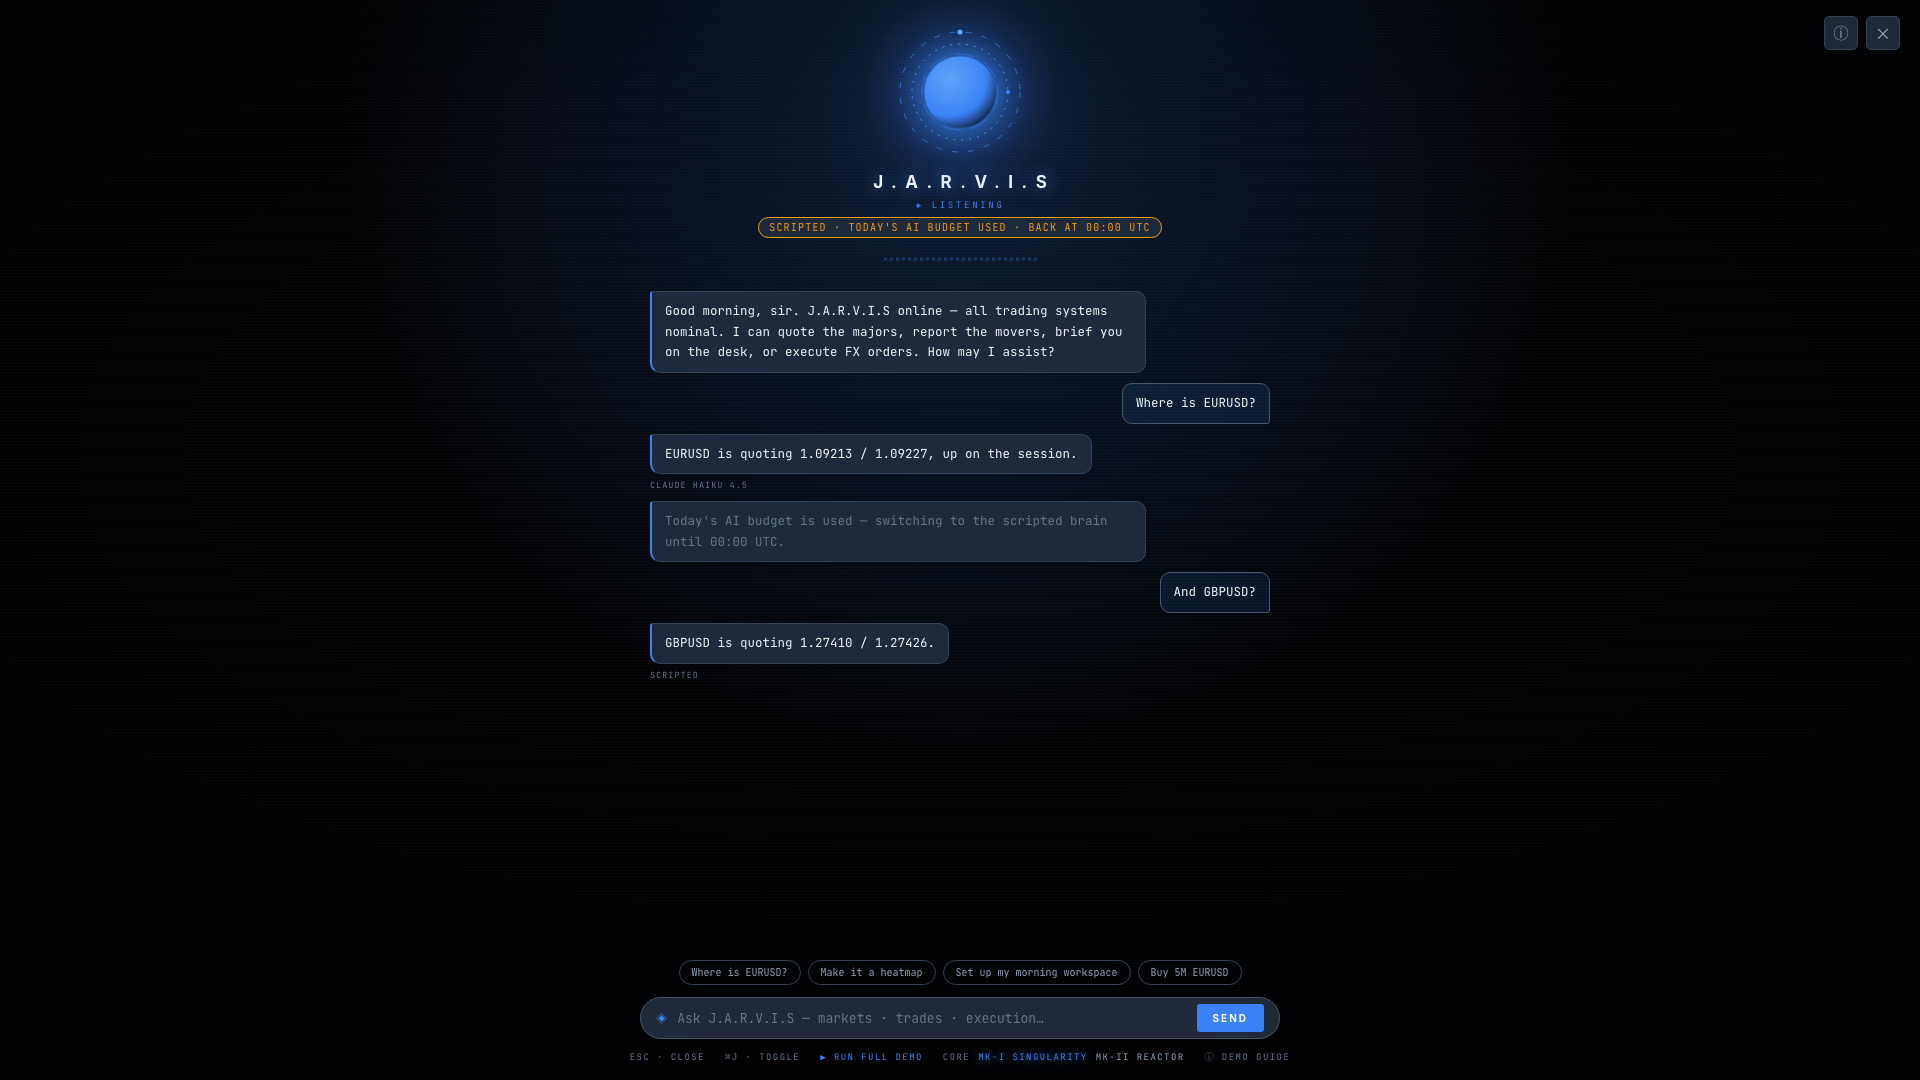 ⓘ ×
J.A.R.V.I.S
◈ LISTENING
SCRIPTED · TODAY'S AI BUDGET USED · BACK AT 00:00 UTC
Good morning, sir. J.A.R.V.I.S online — all trading systems
nominal. I can quote the majors, report the movers, brief you
on the desk, or execute FX orders. How may I assist?
Where is EURUSD?
EURUSD is quoting 1.09213 / 1.09227, up on the session.
CLAUDE HAIKU 4.5
Today's AI budget is used — switching to the scripted brain
until 00:00 UTC.
And GBPUSD?
GBPUSD is quoting 1.27410 / 1.27426.
SCRIPTED
Where is EURUSD? Make it a heatmap Set up my morning workspace Buy 5M EURUSD
◈ Ask J.A.R.V.I.S — markets · trades · execution… SEND
ESC · CLOSE ⌘J · TOGGLE ▶ RUN FULL DEMO CORE MK-I SINGULARITY MK-II REACTOR ⓘ DEMO GUIDE